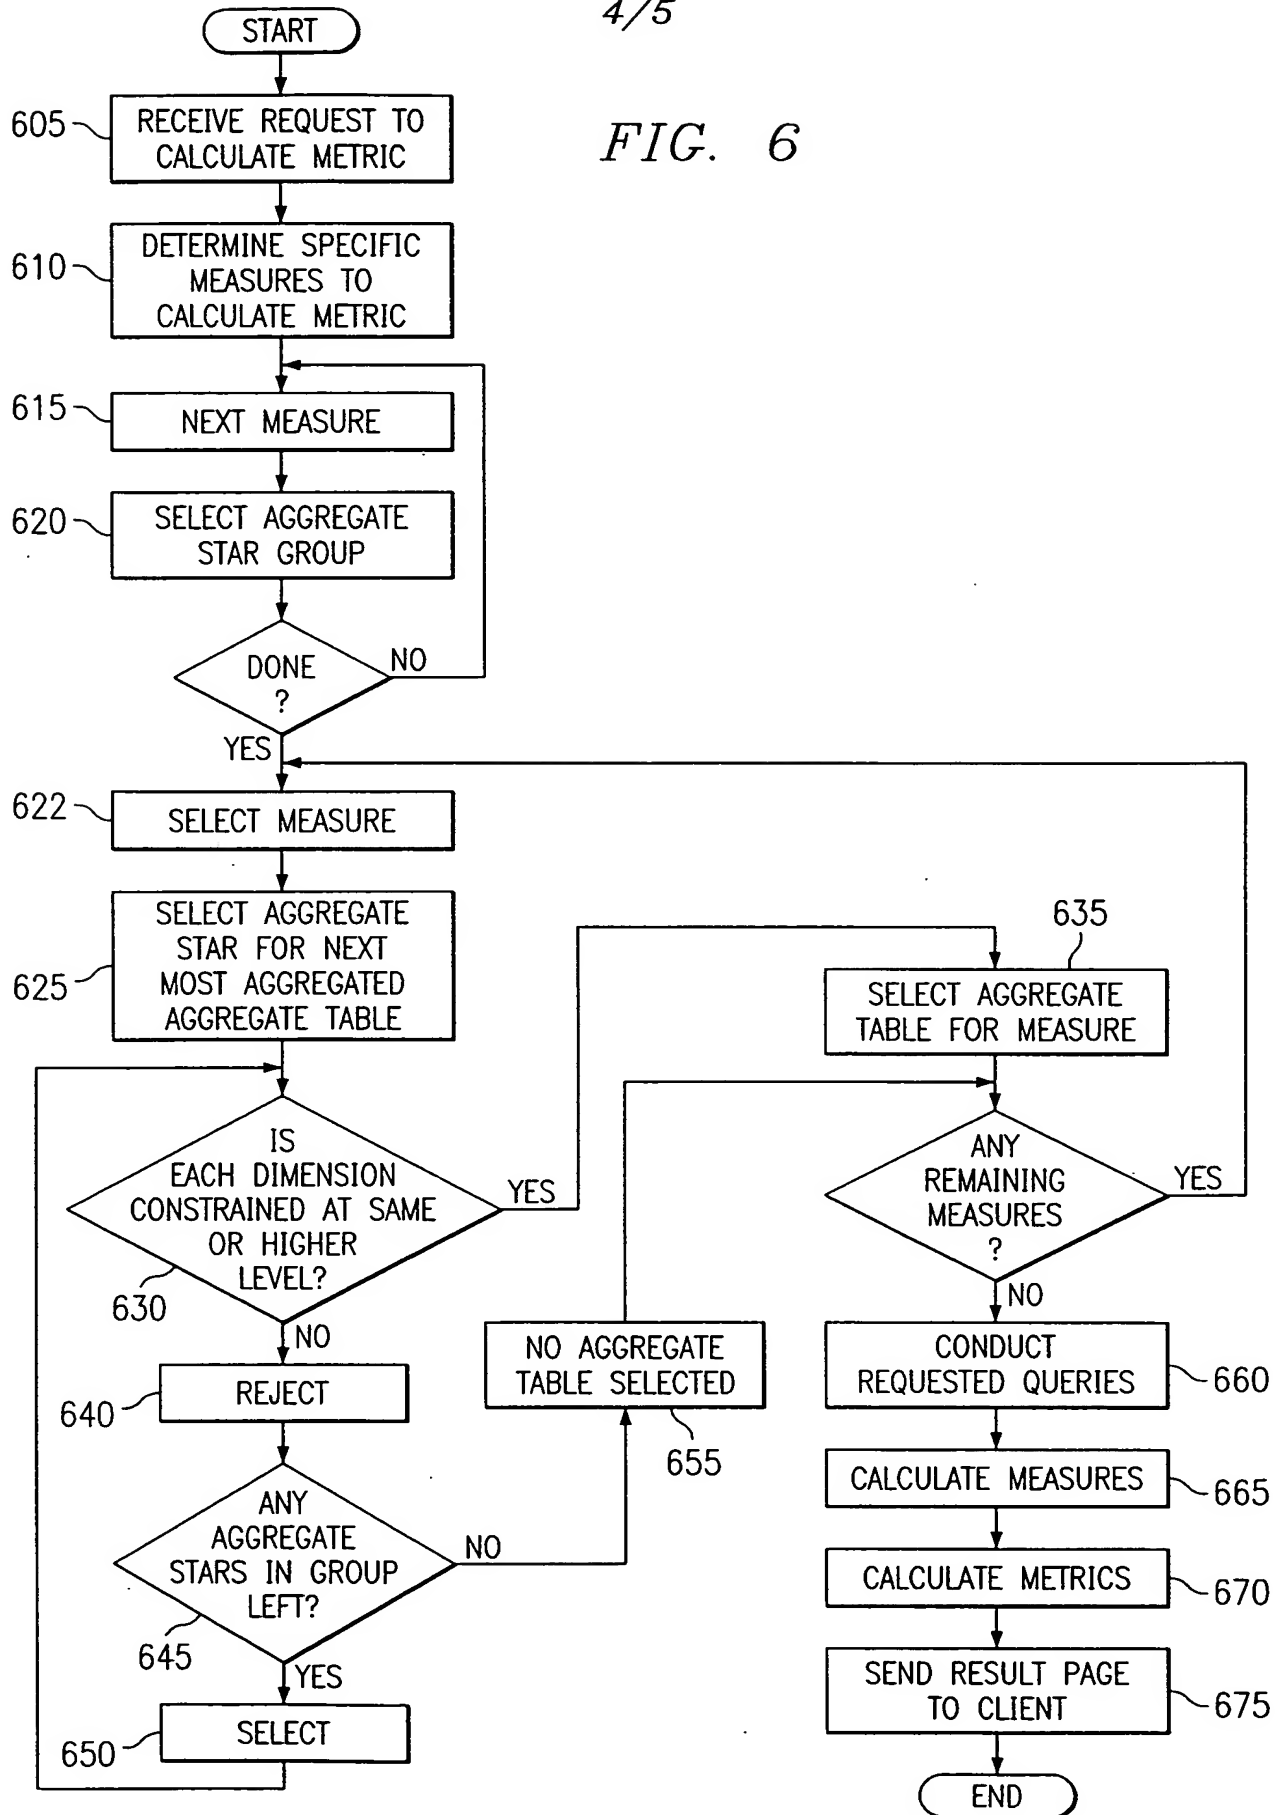 4/5
FIG. 6
START
605
RECEIVE REQUEST TO
CALCULATE METRIC
610
DETERMINE SPECIFIC
MEASURES TO
CALCULATE METRIC
615
NEXT MEASURE
620
SELECT AGGREGATE
STAR GROUP
DONE
?
NO
YES
622
SELECT MEASURE
625
SELECT AGGREGATE
STAR FOR NEXT
MOST AGGREGATED
AGGREGATE TABLE
IS
EACH DIMENSION
CONSTRAINED AT SAME
OR HIGHER
LEVEL?
630
YES
NO
640
REJECT
ANY
AGGREGATE
STARS IN GROUP
LEFT?
645
NO
YES
650
SELECT
NO AGGREGATE
TABLE SELECTED
655
635
SELECT AGGREGATE
TABLE FOR MEASURE
ANY
REMAINING
MEASURES
?
YES
NO
CONDUCT
REQUESTED QUERIES
660
CALCULATE MEASURES
665
CALCULATE METRICS
670
SEND RESULT PAGE
TO CLIENT
675
END